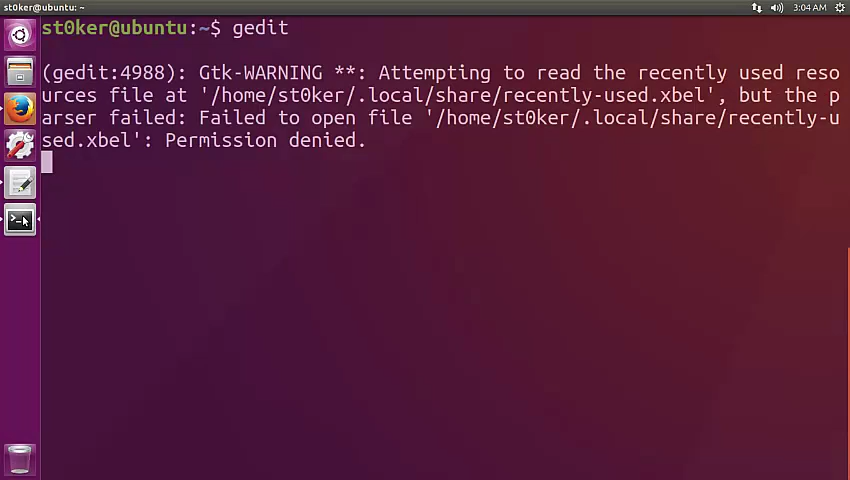 st0ker@ubuntu: ~
3:04 AM
st0ker@ubuntu:~$ gedit
(gedit:4988): Gtk-WARNING **: Attempting to read the recently used reso
urces file at '/home/st0ker/.local/share/recently-used.xbel', but the p
arser failed: Failed to open file '/home/st0ker/.local/share/recently-u
sed.xbel': Permission denied.